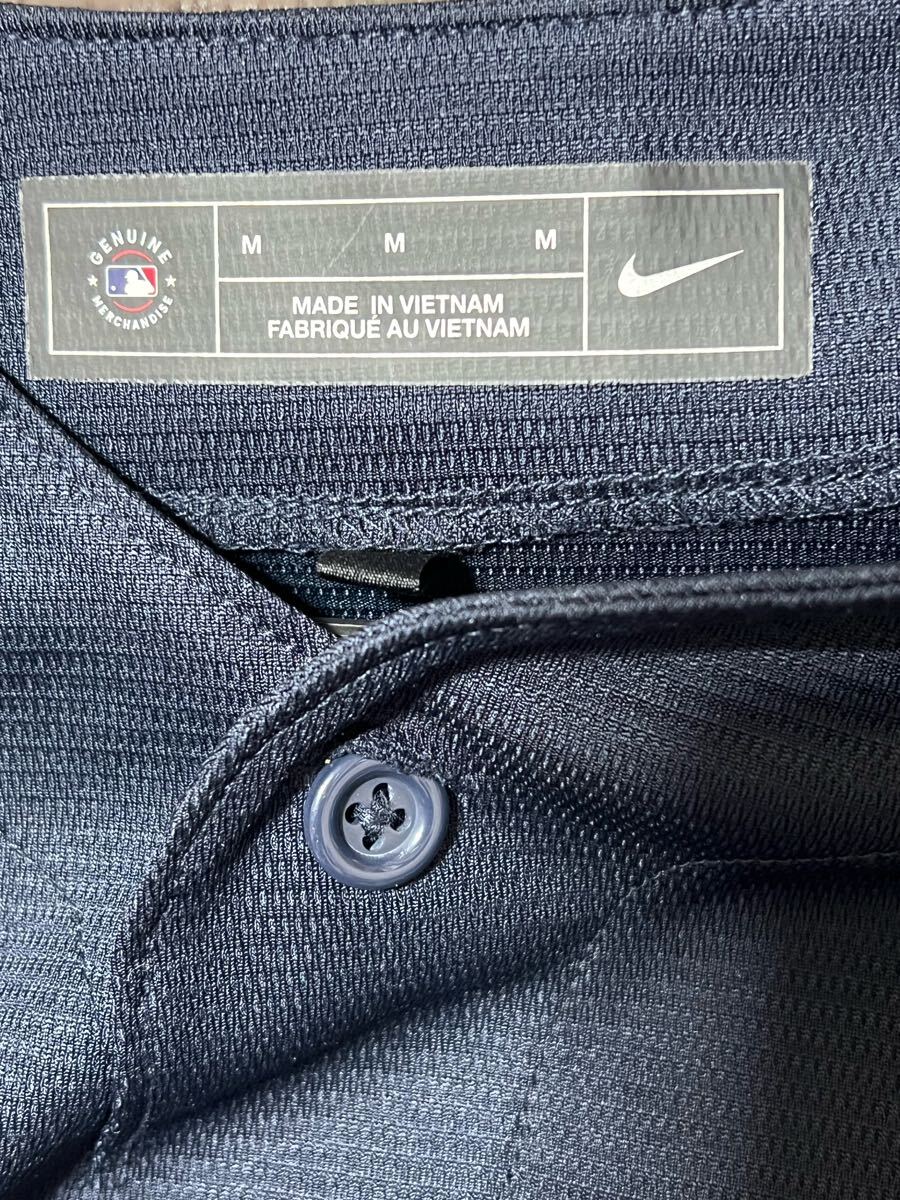 GENUINE
MERCHANDISE
M M M
MADE IN VIETNAM
FABRIQUÉ AU VIETNAM